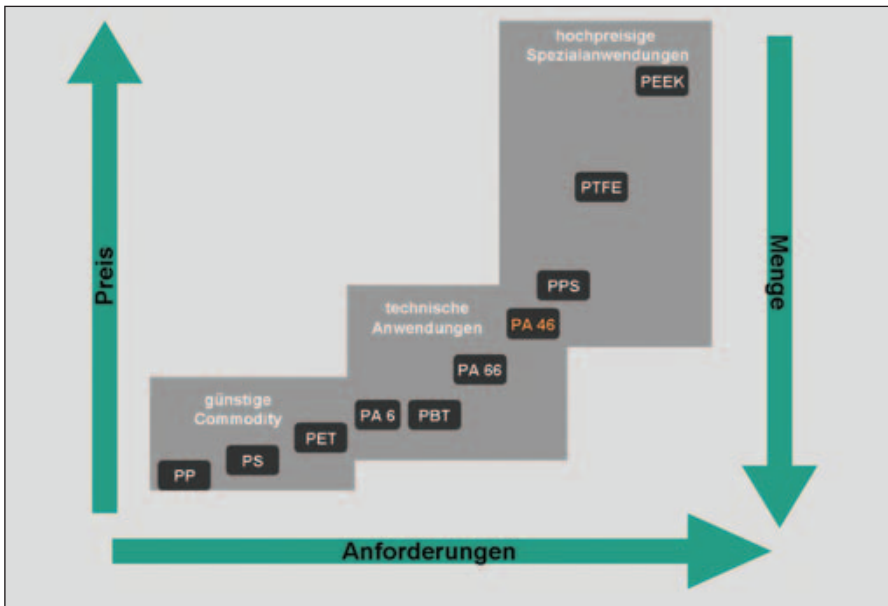 hochpreisige
Spezialanwendungen
PEEK
PTFE
PPS
technische
Anwendungen
PA 46
PA 66
günstige
Commodity
PA 6
PBT
PET
PS
PP
Preis
Menge
Anforderungen